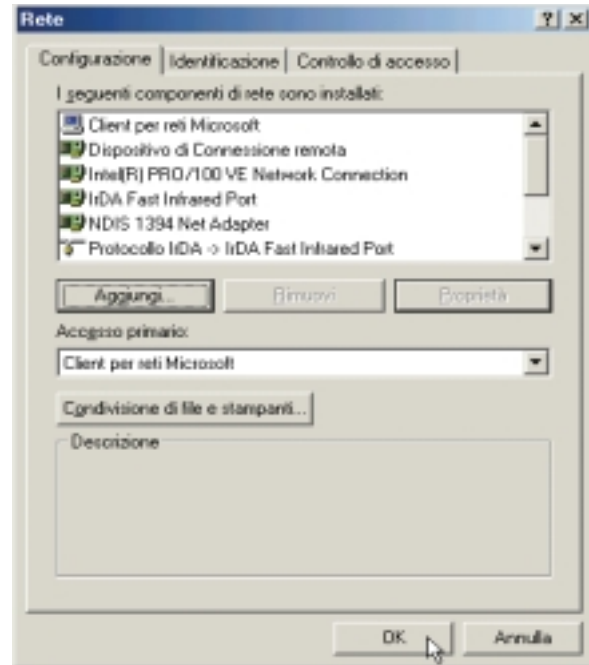 Rete
Configurazione Identificazione Controllo di accesso
I seguenti componenti di rete sono installati:
Client per reti Microsoft
Dispositivo di Connessione remota
Intel(R) PRO/100 VE Network Connection
IrDA Fast Infrared Port
NDIS 1394 Net Adapter
Protocollo IrDA -> IrDA Fast Infrared Port
Aggiungi... Rimuovi Proprietà
Accesso primario:
Client per reti Microsoft
Condivisione di file e stampanti...
Descrizione
OK Annulla